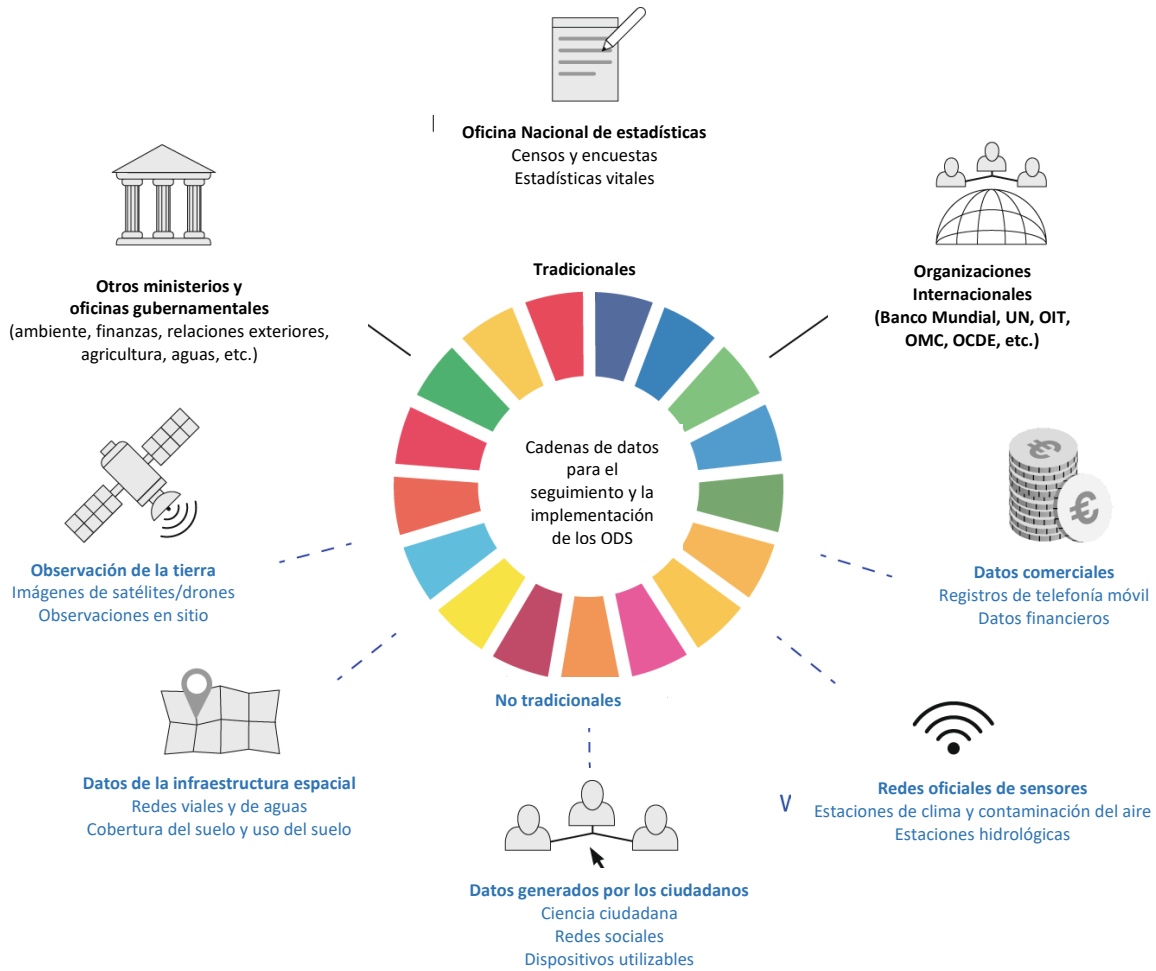 Oficina Nacional de estadísticas
Censos y encuestas
Estadísticas vitales
Otros ministerios y
oficinas gubernamentales
(ambiente, finanzas, relaciones exteriores,
agricultura, aguas, etc.)
Tradicionales
Organizaciones
Internacionales
(Banco Mundial, UN, OIT,
OMC, OCDE, etc.)
Cadenas de datos
para el
seguimiento y la
implementación
de los ODS
Observación de la tierra
Imágenes de satélites/drones
Observaciones en sitio
€
€
Datos comerciales
Registros de telefonía móvil
Datos financieros
No tradicionales
Datos de la infraestructura espacial
Redes viales y de aguas
Cobertura del suelo y uso del suelo
V
Redes oficiales de sensores
Estaciones de clima y contaminación del aire
Estaciones hidrológicas
Datos generados por los ciudadanos
Ciencia ciudadana
Redes sociales
Dispositivos utilizables